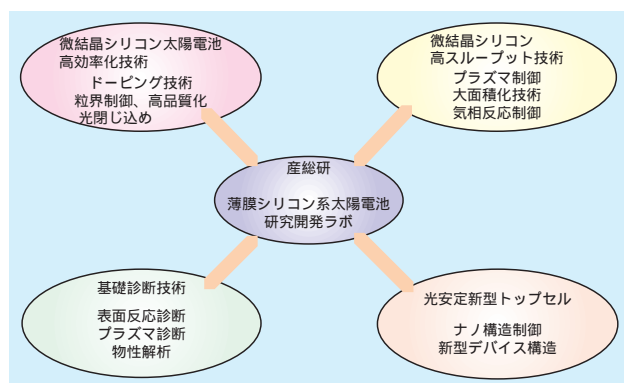 微結晶シリコン太陽電池
高効率化技術
ドーピング技術
粒界制御、高品質化
光閉じ込め
微結晶シリコン
高スループット技術
プラズマ制御
大面積化技術
気相反応制御
産総研
薄膜シリコン系太陽電池
研究開発ラボ
基礎診断技術
表面反応診断
プラズマ診断
物性解析
光安定新型トップセル
ナノ構造制御
新型デバイス構造